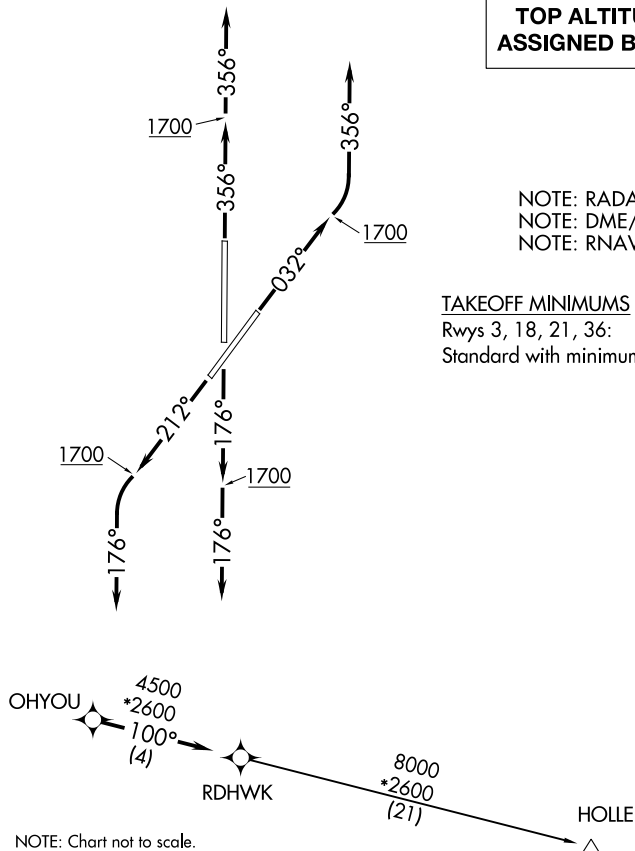 TOP ALTITU
ASSIGNED B
356°
1700
356°
356°
1700
032°
NOTE: RADA
NOTE: DME/
NOTE: RNAV
TAKEOFF MINIMUMS
Rwys 3, 18, 21, 36:
Standard with minimum
212°
176°
1700
1700
176°
176°
OHYOU
4500
*2600
100°
(4)
RDHWK
8000
*2600
(21)
HOLLE
NOTE: Chart not to scale.